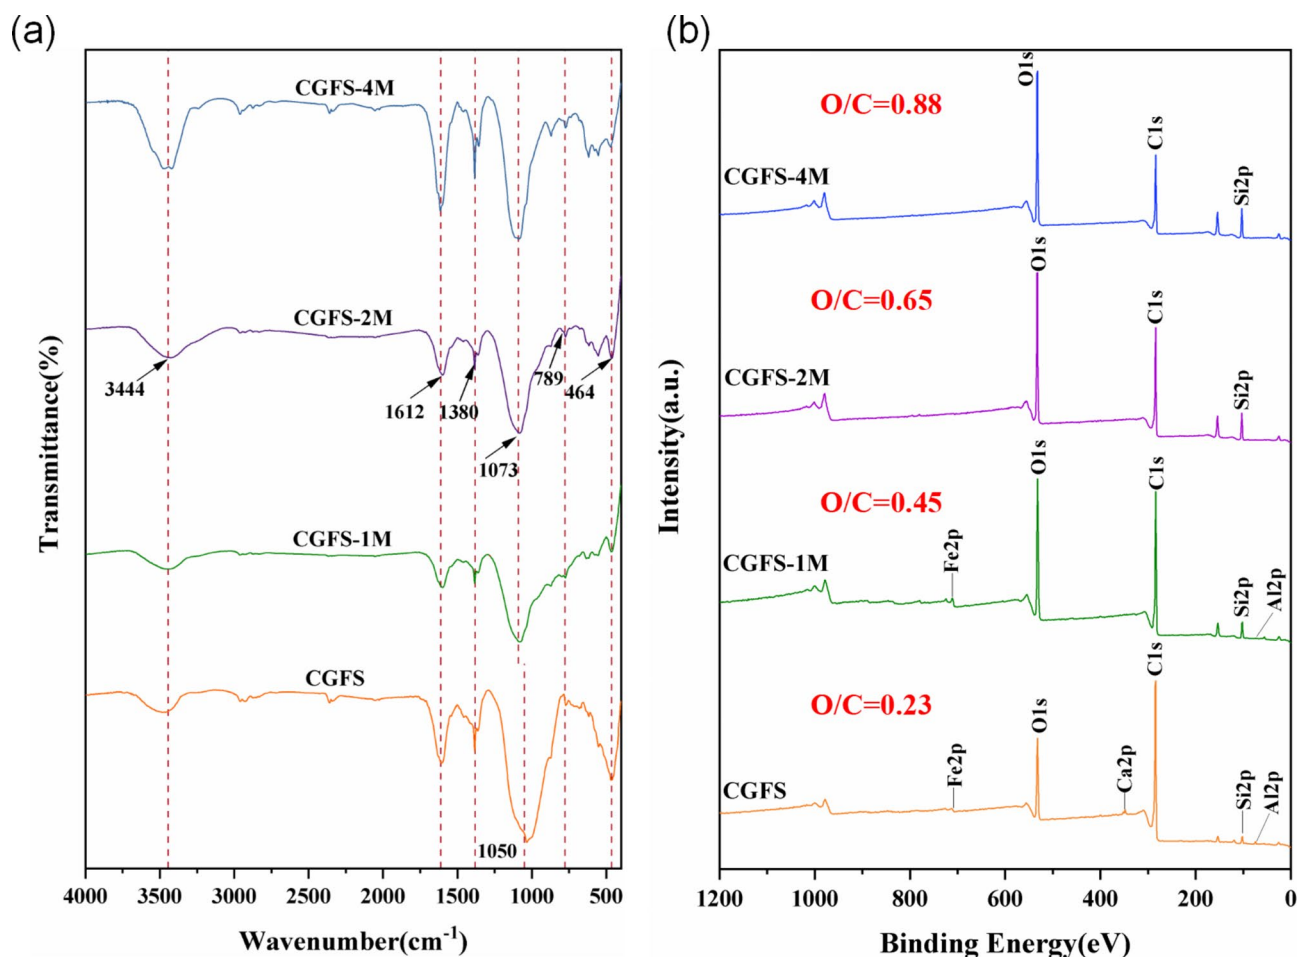 (a)
CGFS-4M
CGFS-2M
3444
1612
1380
789
464
1073
CGFS-1M
CGFS
1050
Transmittance(%)
4000 3500 3000 2500 2000 1500 1000 500
Wavenumber(cm⁻¹)
(b)
O/C=0.88
O1s
C1s
Si2p
CGFS-4M
O/C=0.65
O1s
C1s
Si2p
CGFS-2M
O/C=0.45
O1s
C1s
Fe2p
Si2p
Al2p
CGFS-1M
O/C=0.23
O1s
C1s
Fe2p
Ca2p
Si2p
Al2p
CGFS
Intensity(a.u.)
1200 1000 800 600 400 200 0
Binding Energy(eV)